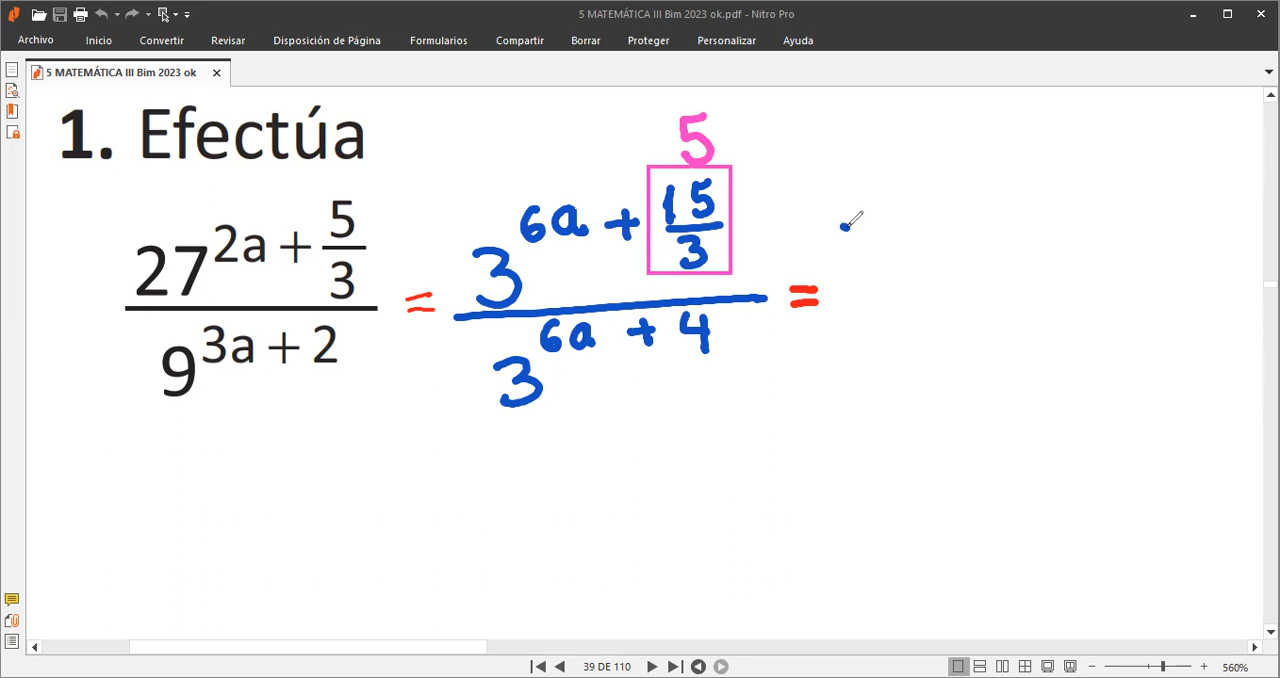 5 MATEMÁTICA III Bim 2023 ok.pdf - Nitro Pro
Archivo Inicio Convertir Revisar Disposición de Página Formularios Compartir Borrar Proteger Personalizar Ayuda
5 MATEMÁTICA III Bim 2023 ok
1. Efectúa
27^(2a + 5/3) / 9^(3a + 2) = 3^(6a + 15/3) / 3^(6a + 4) =
5
39 DE 110
560%